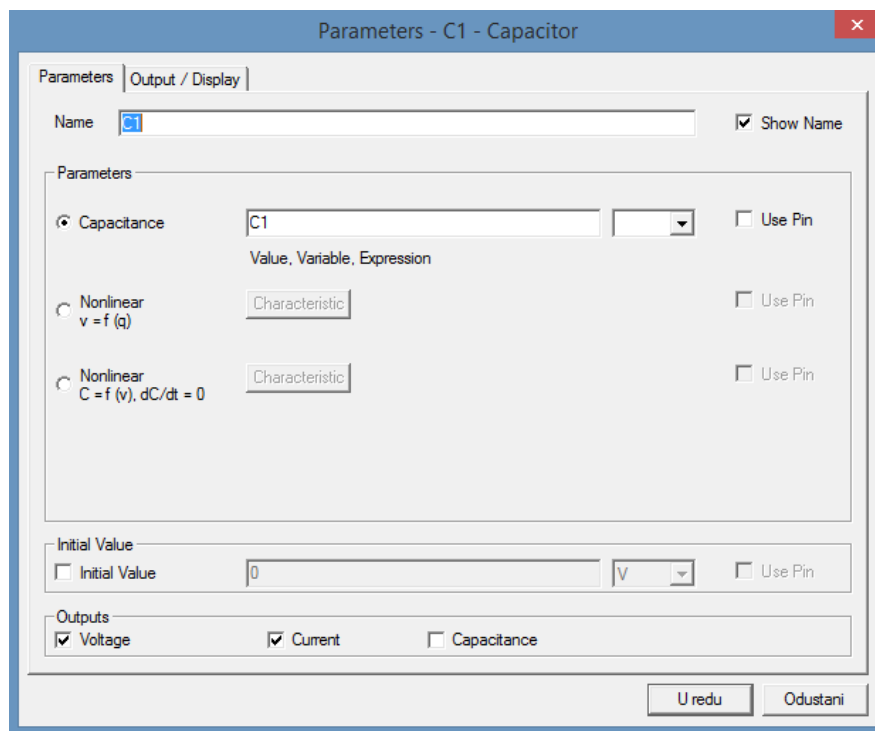 Parameters - C1 - Capacitor
Parameters Output / Display
Name C1 Show Name
Parameters
Capacitance C1 Use Pin
Value, Variable, Expression
Nonlinear Characteristic Use Pin
v = f (q)
Nonlinear Characteristic Use Pin
C = f (v), dC/dt = 0
Initial Value
Initial Value 0 V Use Pin
Outputs
Voltage Current Capacitance
U redu Odustani